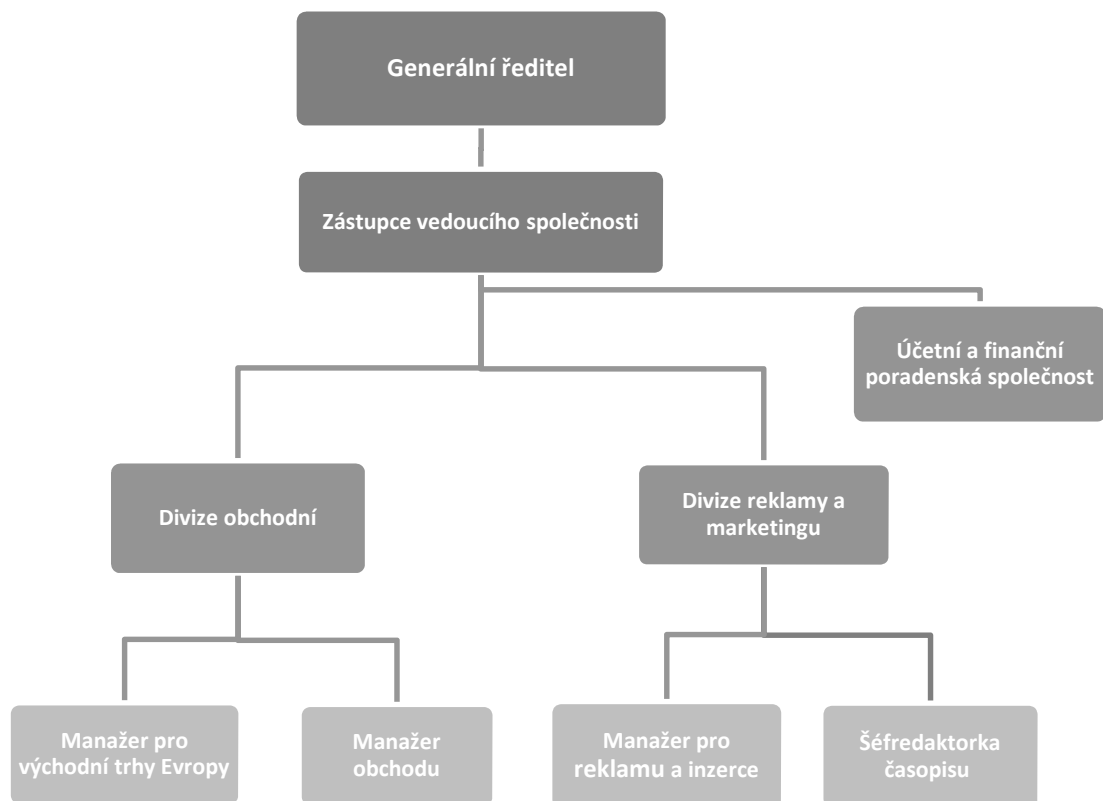 Generální ředitel
Zástupce vedoucího společnosti
Účetní a finanční
poradenská společnost
Divize obchodní
Divize reklamy a
marketingu
Manažer pro
východní trhy Evropy
Manažer
obchodu
Manažer pro
reklamu a inzerce
Šéfredaktorka
časopisu